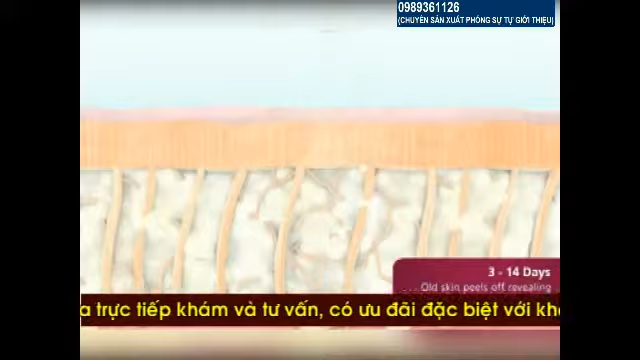 0989361126
(CHUYÊN SẢN XUẤT PHÓNG SỰ TỰ GIỚI THIỆU)
3 - 14 Days
Old skin peels off revealing
trực tiếp khám và tư vấn, có ưu đãi đặc biệt với